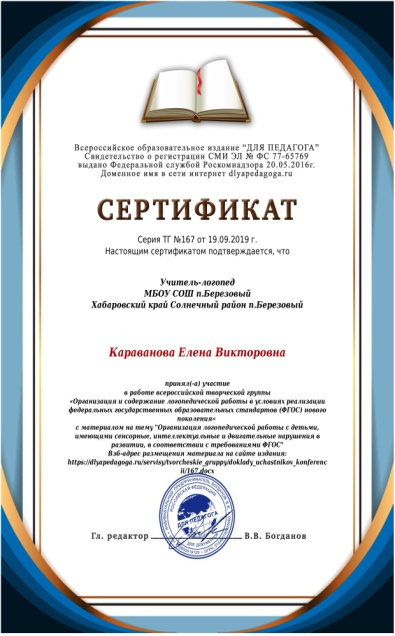 Всероссийское образовательное издание "ДЛЯ ПЕДАГОГА"
Свидетельство о регистрации СМИ ЭЛ № ФС 77-65769
выдано Федеральной службой Роскомнадзора 20.05.2016г.
Доменное имя в сети интернет dlyapedagoga.ru
СЕРТИФИКАТ
Серия ТГ №167 от 19.09.2019 г.
Настоящим сертификатом подтверждается, что
Учитель-логопед
МБОУ СОШ п.Березовый
Хабаровский край Солнечный район п.Березовый
Караванова Елена Викторовна
принял(-а) участие
в работе всероссийской творческой группы
«Организация и содержание логопедической работы в условиях реализации
федеральных государственных образовательных стандартов (ФГОС) нового
поколения»
с материалом на тему "Организация логопедической работы с детьми,
имеющими сенсорные, интеллектуальные и двигательные нарушения в
развитии, в соответствии с требованиями ФГОС"
Вэб-адрес размещения материала на сайте издания:
https://dlyapedagoga.ru/servisy/tvorcheskie_gruppy/doklady_uchastnikov_konferenc
ii/167.docx
РОССИЙСКАЯ ФЕДЕРАЦИЯ
ДЛЯ ПЕДАГОГА
Гл. редактор В.В. Богданов